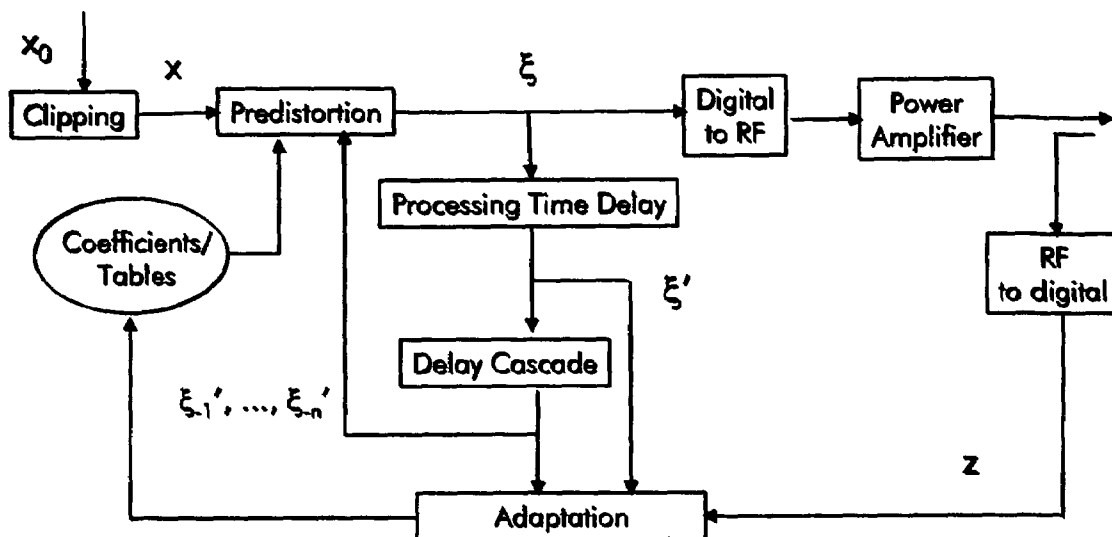 x₀
x
ξ
Clipping
Predistortion
Digital
to RF
Power
Amplifier
Processing Time Delay
Coefficients/
Tables
RF
to digital
ξ'
Delay Cascade
ξ₋₁', ..., ξ₋ₙ'
z
Adaptation